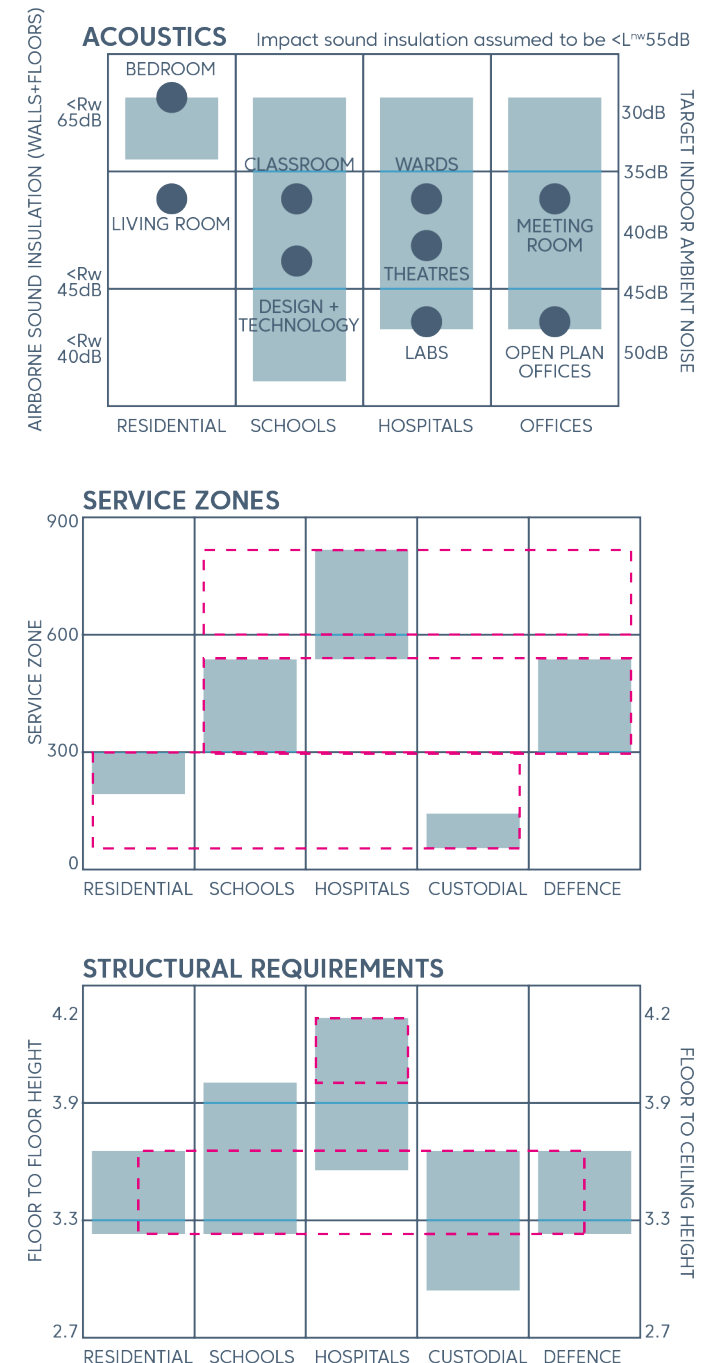 ACOUSTICS
Impact sound insulation assumed to be <Lⁿʷ55dB
AIRBORNE SOUND INSULATION (WALLS+FLOORS)
<Rw
65dB
<Rw
45dB
<Rw
40dB
BEDROOM
LIVING ROOM
CLASSROOM
DESIGN +
TECHNOLOGY
WARDS
THEATRES
LABS
MEETING
ROOM
OPEN PLAN
OFFICES
30dB
35dB
40dB
45dB
50dB
TARGET INDOOR AMBIENT NOISE
RESIDENTIAL
SCHOOLS
HOSPITALS
OFFICES
SERVICE ZONES
SERVICE ZONE
900
600
300
0
RESIDENTIAL
SCHOOLS
HOSPITALS
CUSTODIAL
DEFENCE
STRUCTURAL REQUIREMENTS
FLOOR TO FLOOR HEIGHT
4.2
3.9
3.3
2.7
4.2
3.9
3.3
2.7
FLOOR TO CEILING HEIGHT
RESIDENTIAL
SCHOOLS
HOSPITALS
CUSTODIAL
DEFENCE